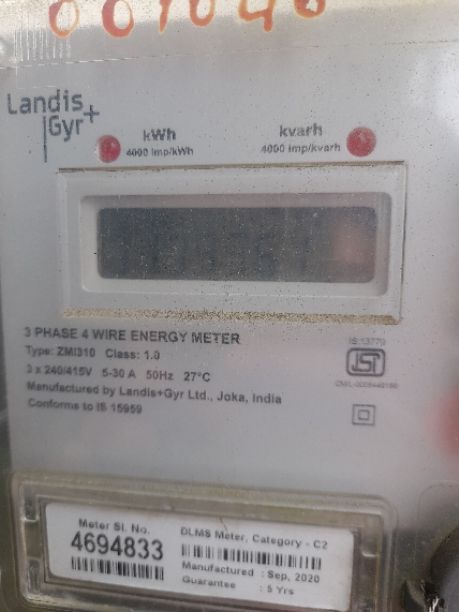 Landis
Gyr+
kWh
4000 imp/kWh
kvarh
4000 imp/kvarh
3 PHASE 4 WIRE ENERGY METER
Type: ZMI310 Class: 1.0
3 x 240/415V 5-30 A 50Hz 27°C
Manufactured by Landis+Gyr Ltd., Joka, India
Conforms to IS 15959
IS 13779
Meter Sl. No.
4694833
DLMS Meter, Category - C2
Manufactured : Sep, 2020
Guarantee : 5 Yrs